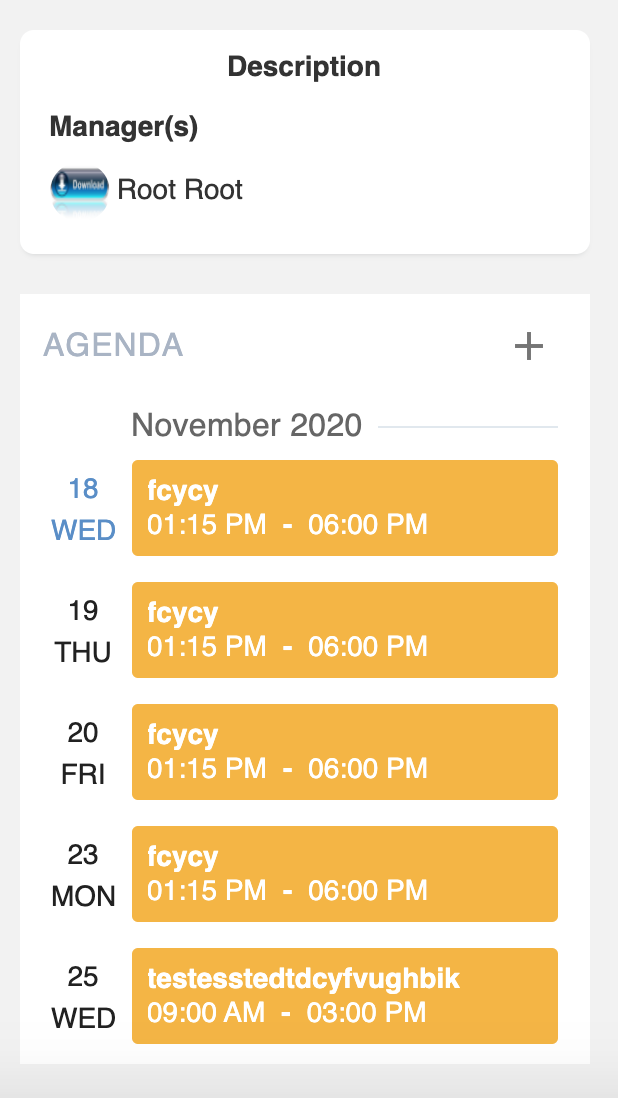 Description
Manager(s)
Download
Root Root
AGENDA
November 2020
18
WED
fcycy
01:15 PM - 06:00 PM
19
THU
fcycy
01:15 PM - 06:00 PM
20
FRI
fcycy
01:15 PM - 06:00 PM
23
MON
fcycy
01:15 PM - 06:00 PM
25
WED
testesstedtdcyfvughbik
09:00 AM - 03:00 PM